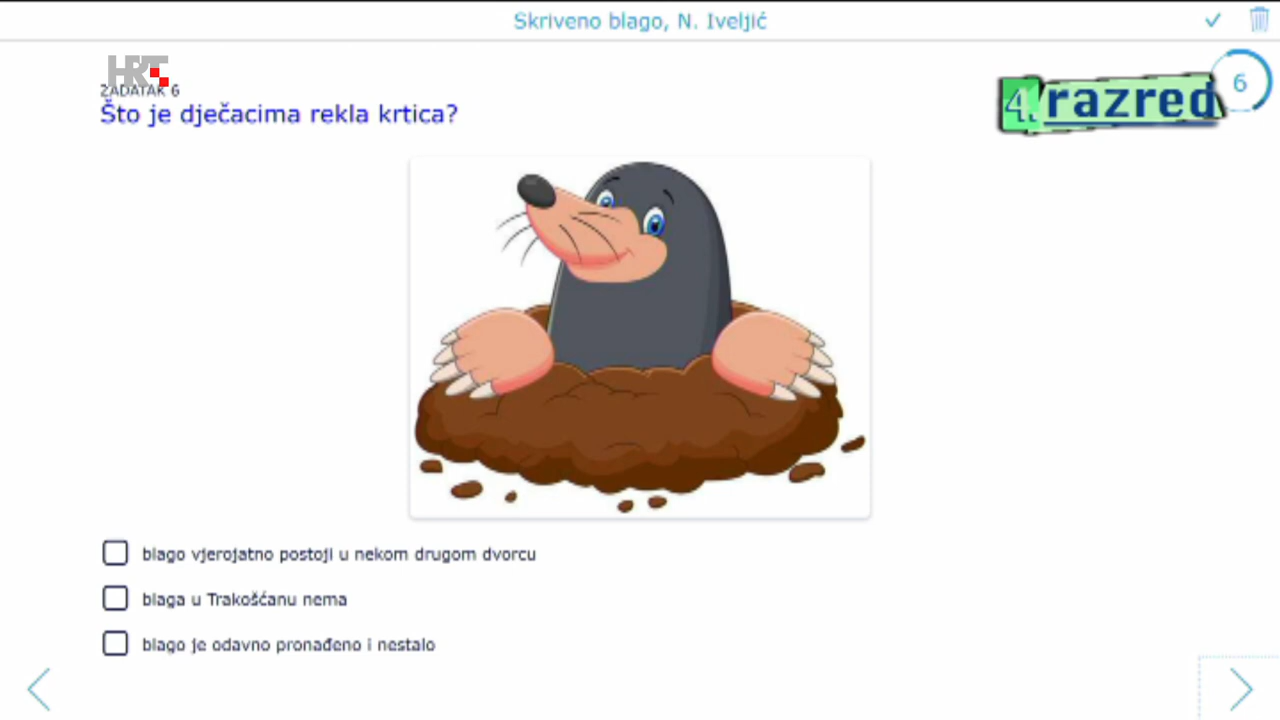 Skriveno blago, N. Iveljić
HRT
ZADATAK 6
Što je dječacima rekla krtica?
4. razred
6
blago vjerojatno postoji u nekom drugom dvorcu
blaga u Trakošćanu nema
blago je odavno pronađeno i nestalo